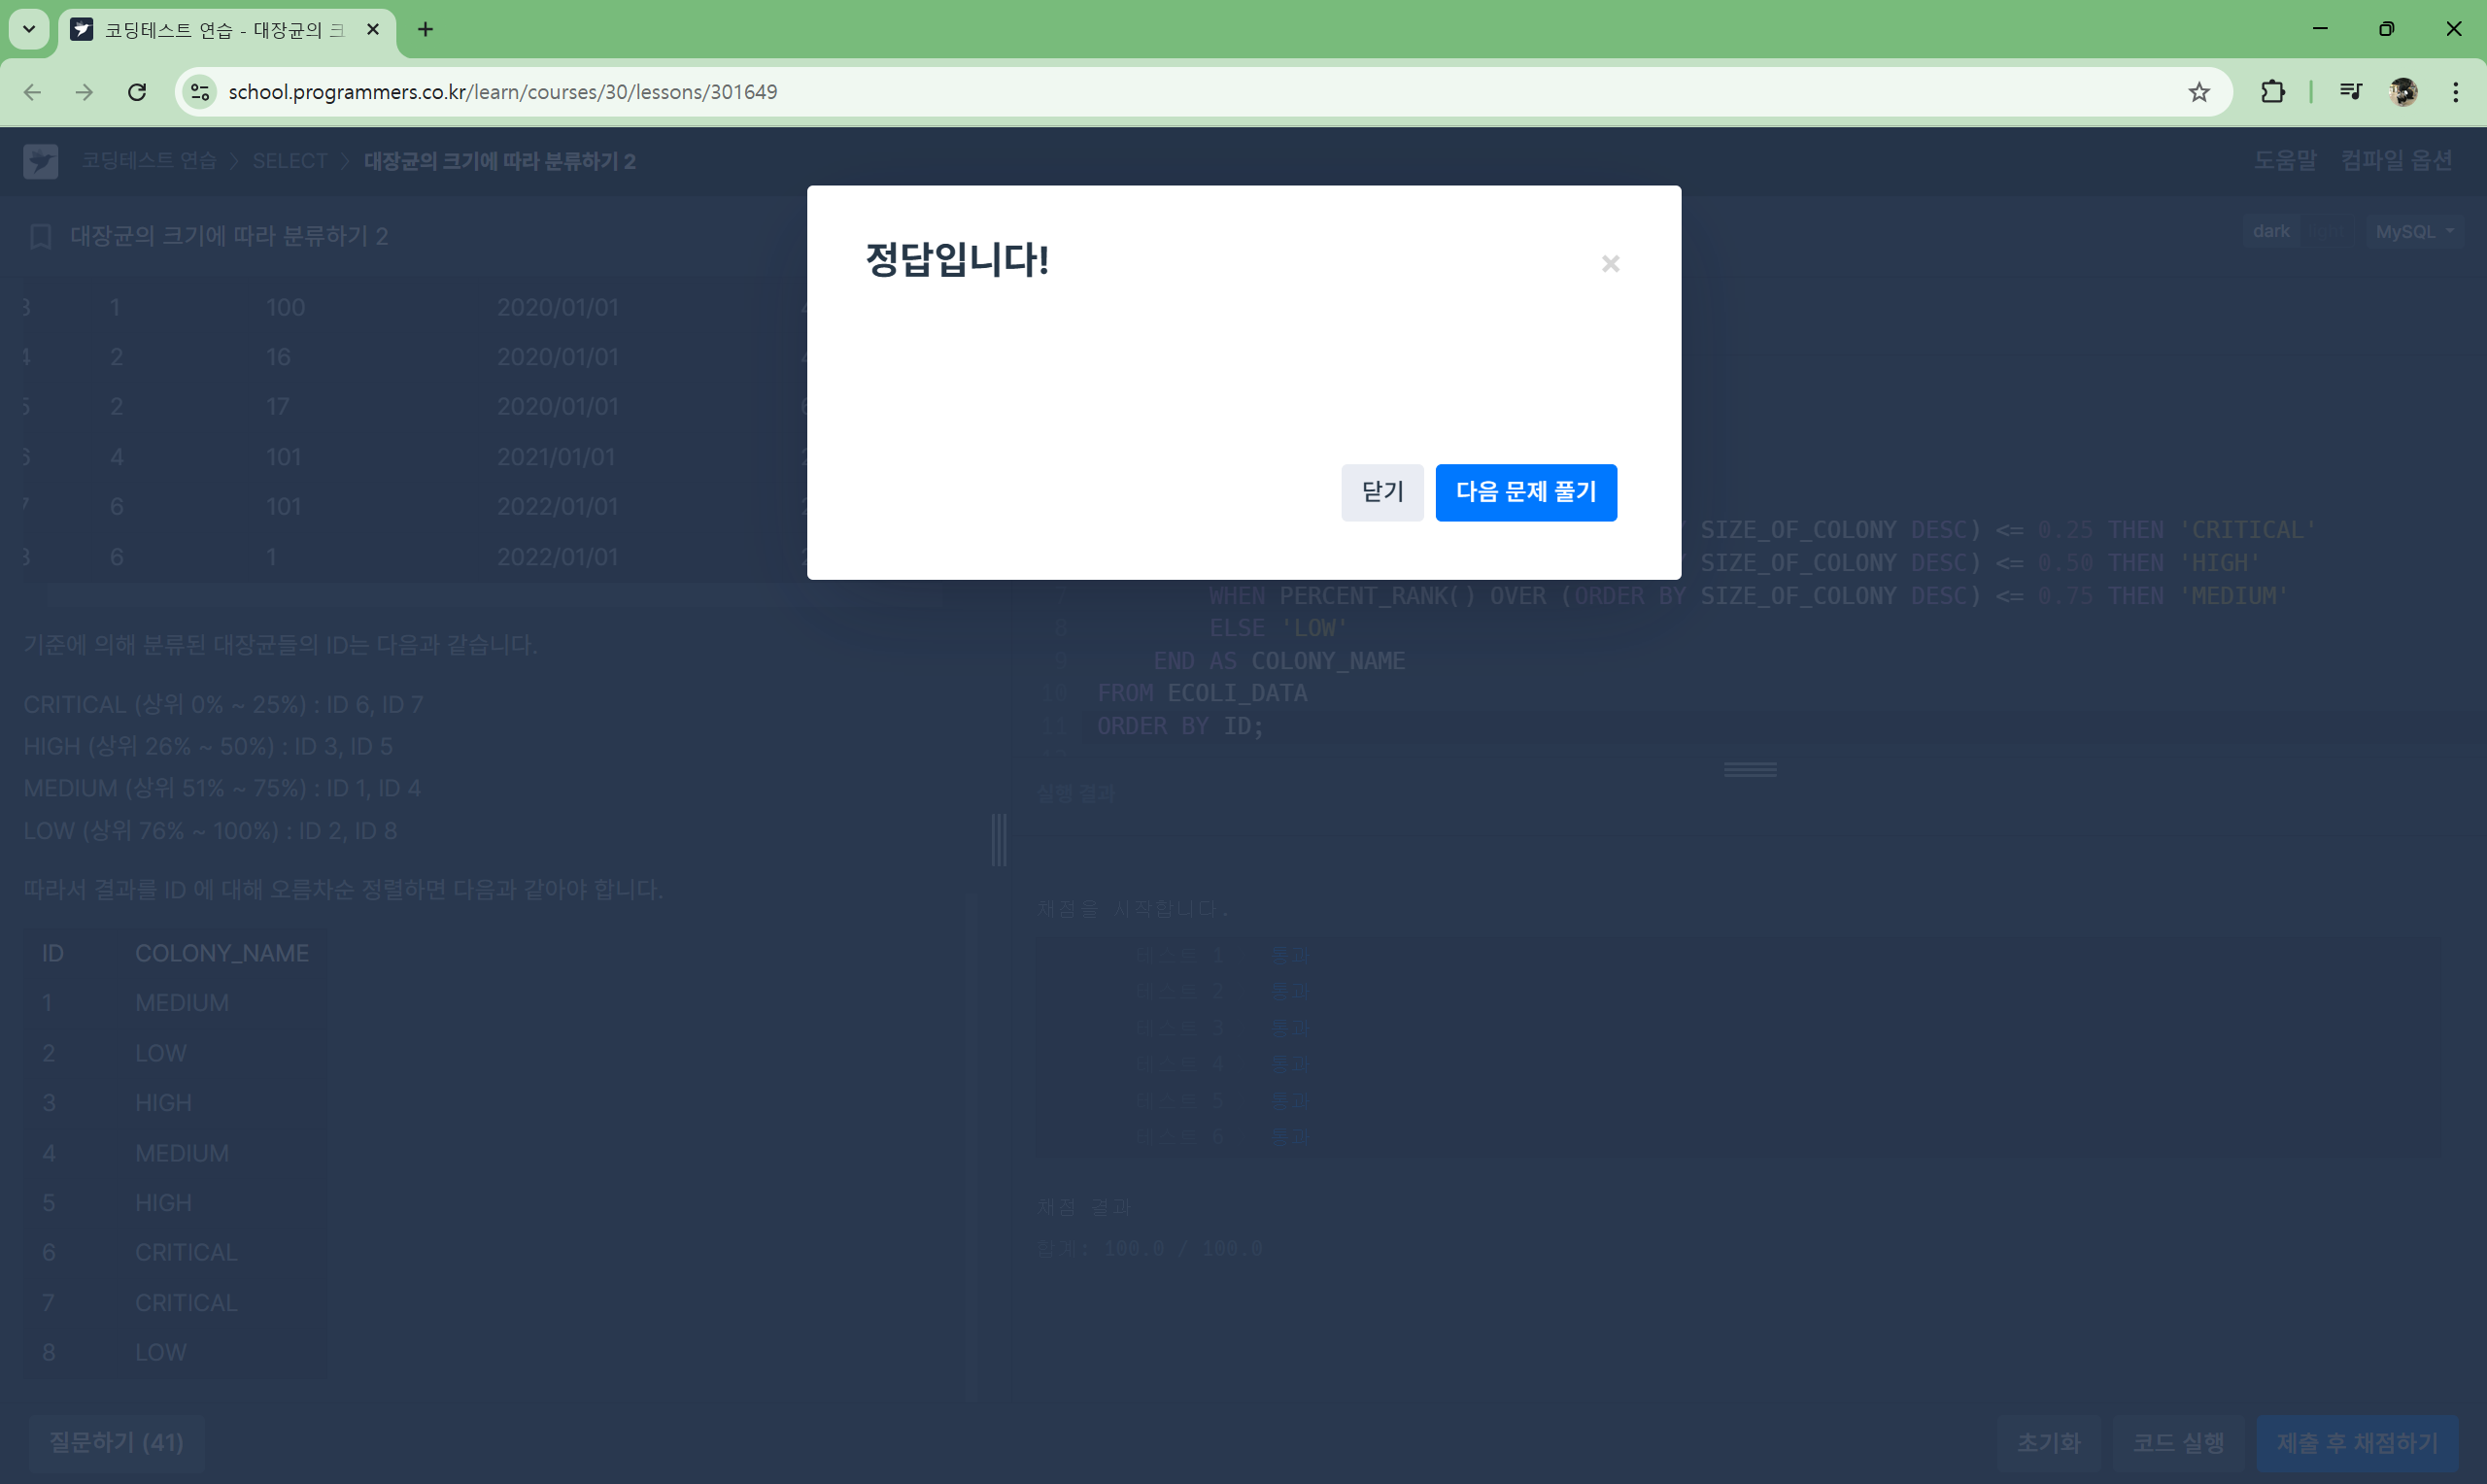 코딩테스트 연습 - 대장균의 크
school.programmers.co.kr/learn/courses/30/lessons/301649
코딩테스트 연습 > SELECT > 대장균의 크기에 따라 분류하기 2
도움말 컴파일 옵션
대장균의 크기에 따라 분류하기 2
dark light MySQL
정답입니다!
×
닫기 다음 문제 풀기
3 1 100 2020/01/01
4 2 16 2020/01/01
5 2 17 2020/01/01
6 4 101 2021/01/01
7 6 101 2022/01/01
8 6 1 2022/01/01
기준에 의해 분류된 대장균들의 ID는 다음과 같습니다.
CRITICAL (상위 0% ~ 25%) : ID 6, ID 7
HIGH (상위 26% ~ 50%) : ID 3, ID 5
MEDIUM (상위 51% ~ 75%) : ID 1, ID 4
LOW (상위 76% ~ 100%) : ID 2, ID 8
따라서 결과를 ID 에 대해 오름차순 정렬하면 다음과 같아야 합니다.
ID COLONY_NAME
1 MEDIUM
2 LOW
3 HIGH
4 MEDIUM
5 HIGH
6 CRITICAL
7 CRITICAL
8 LOW
질문하기 (41)
SIZE_OF_COLONY DESC) <= 0.25 THEN 'CRITICAL'
SIZE_OF_COLONY DESC) <= 0.50 THEN 'HIGH'
7 WHEN PERCENT_RANK() OVER (ORDER BY SIZE_OF_COLONY DESC) <= 0.75 THEN 'MEDIUM'
8 ELSE 'LOW'
9 END AS COLONY_NAME
10 FROM ECOLI_DATA
11 ORDER BY ID;
실행 결과
채점을 시작합니다.
테스트 1 통과
테스트 2 통과
테스트 3 통과
테스트 4 통과
테스트 5 통과
테스트 6 통과
채점 결과
합계: 100.0 / 100.0
초기화 코드 실행 제출 후 채점하기